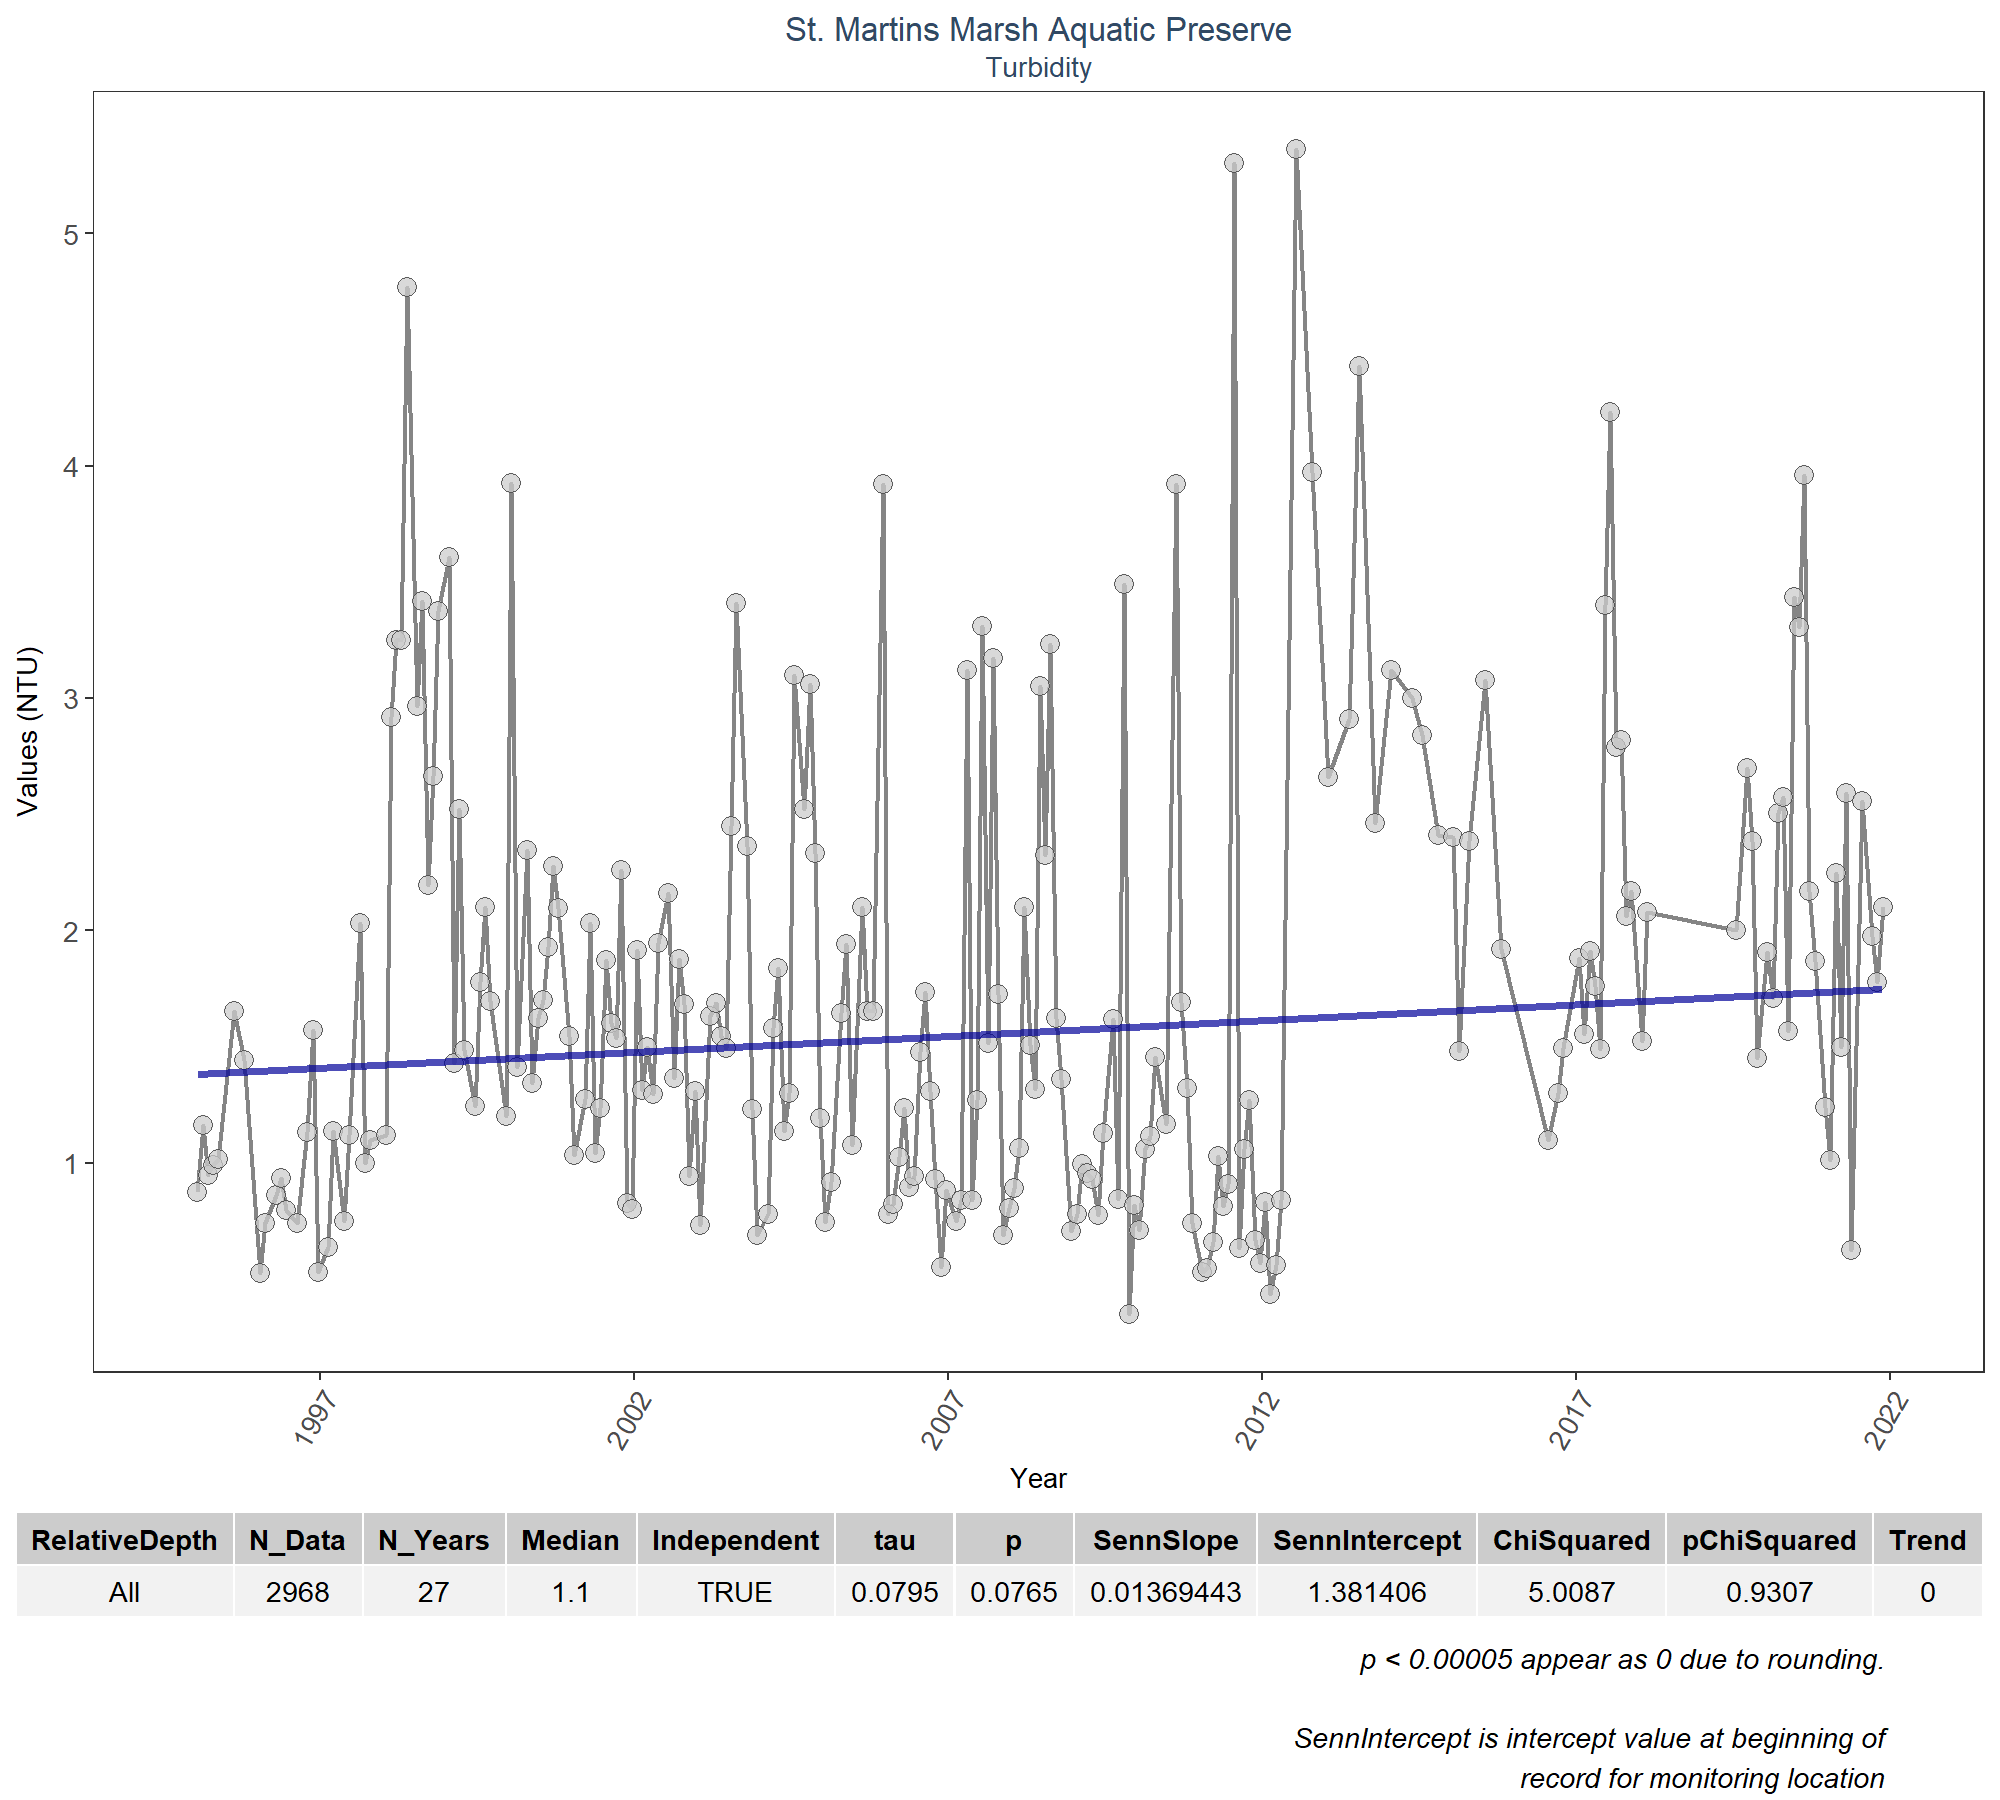 St. Martins Marsh Aquatic Preserve
Turbidity
Values (NTU)
5
4
3
2
1
1997 2002 2007 2012 2017 2022
Year
RelativeDepth N_Data N_Years Median Independent tau p SennSlope SennIntercept ChiSquared pChiSquared Trend
All 2968 27 1.1 TRUE 0.0795 0.0765 0.01369443 1.381406 5.0087 0.9307 0
p < 0.00005 appear as 0 due to rounding.
SennIntercept is intercept value at beginning of
record for monitoring location